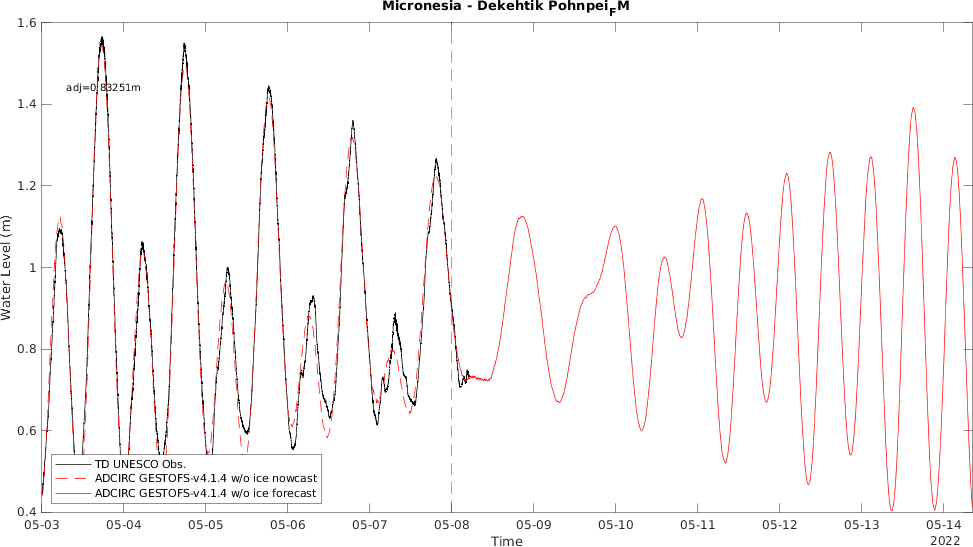 Micronesia - Dekehtik Pohnpei_FM
1.6
1.4
1.2
1
0.8
0.6
0.4
Water Level (m)
adj=0.83251m
TD UNESCO Obs.
ADCIRC GESTOFS-v4.1.4 w/o ice nowcast
ADCIRC GESTOFS-v4.1.4 w/o ice forecast
05-03 05-04 05-05 05-06 05-07 05-08 05-09 05-10 05-11 05-12 05-13 05-14
Time 2022